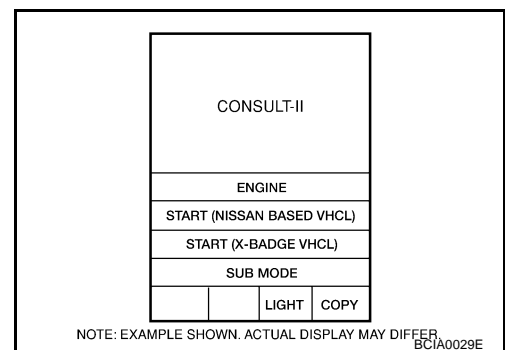 CONSULT-II
ENGINE
START (NISSAN BASED VHCL)
START (X-BADGE VHCL)
SUB MODE
LIGHT COPY
NOTE: EXAMPLE SHOWN. ACTUAL DISPLAY MAY DIFFER.
BCIA0029E